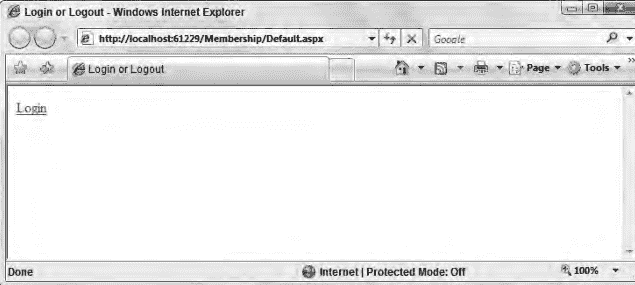 Login or Logout - Windows Internet Explorer
http://localhost:61229/Membership/Default.aspx
Google
Login or Logout
Page
Tools
Login
Done
Internet | Protected Mode: Off
100%